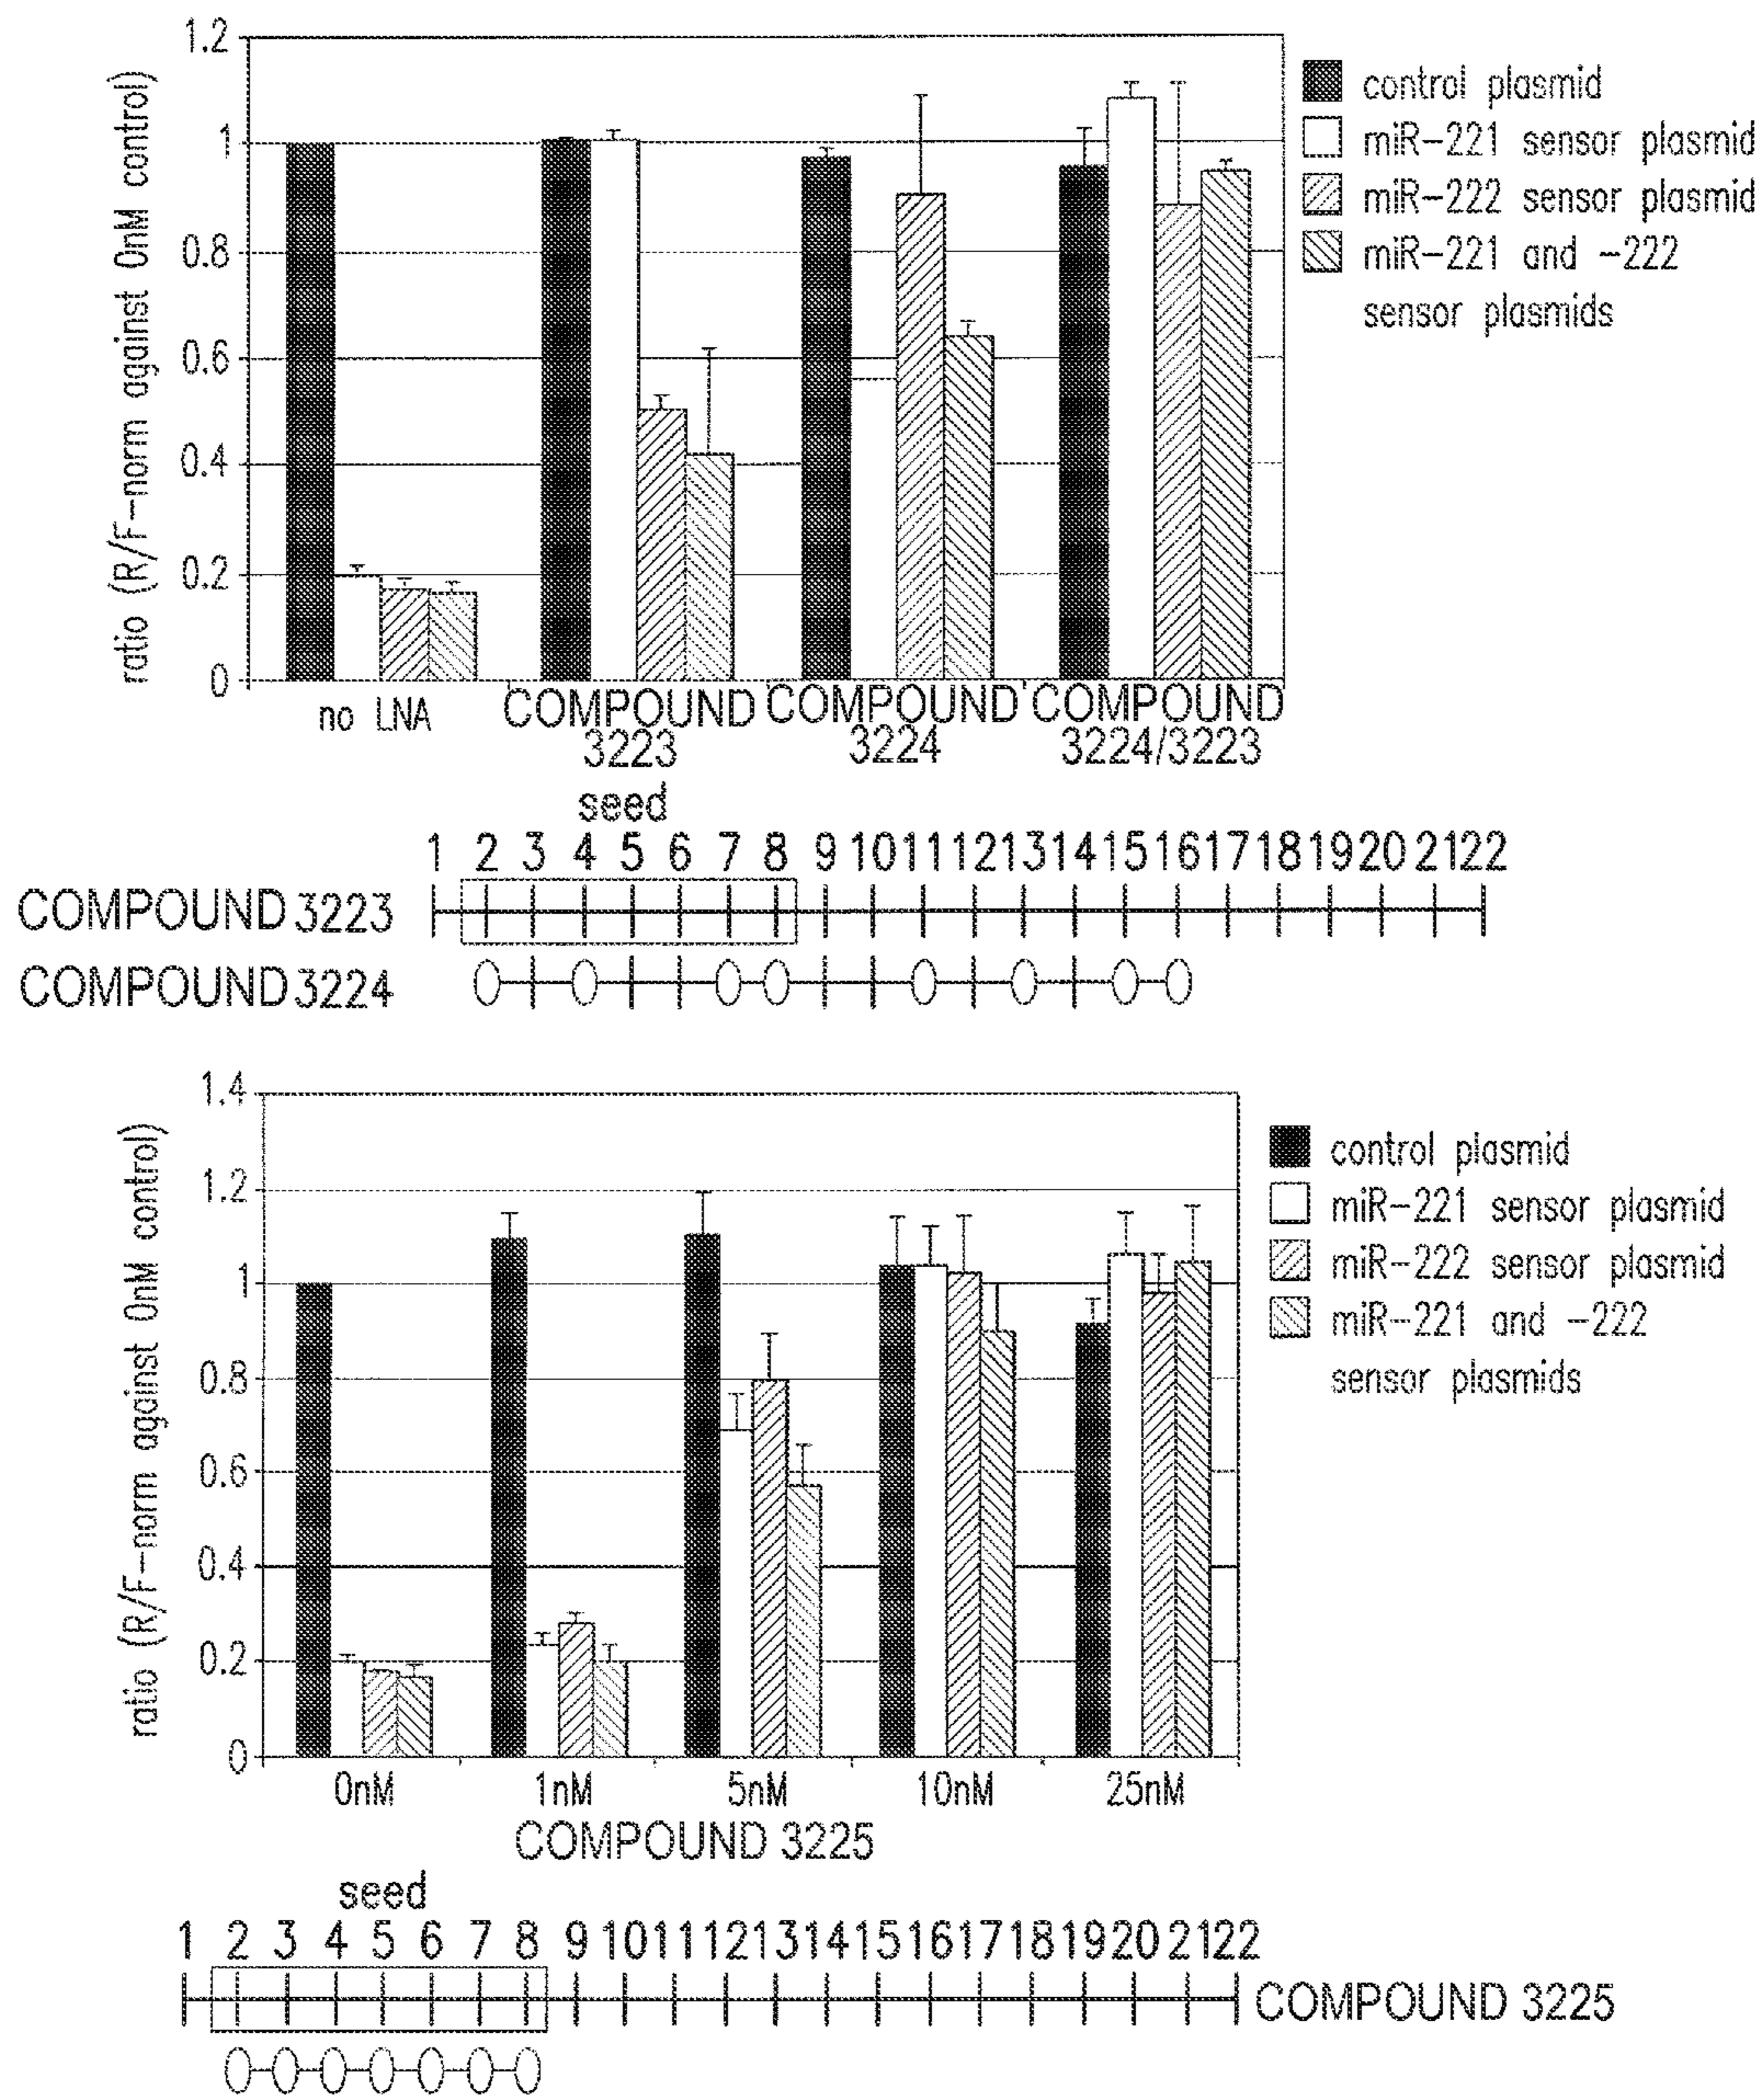 ratio (R/F-norm against 0nM control)
1.2
1
0.8
0.6
0.4
0.2
0
control plasmid
miR-221 sensor plasmid
miR-222 sensor plasmid
miR-221 and -222
sensor plasmids
no LNA
COMPOUND
3223
COMPOUND
3224
COMPOUND
3224/3223
seed
1 2 3 4 5 6 7 8 9 10 11 12 13 14 15 16 17 18 19 20 21 22
COMPOUND 3223
COMPOUND 3224
ratio (R/F-norm against 0nM control)
1.4
1.2
1
0.8
0.6
0.4
0.2
0
control plasmid
miR-221 sensor plasmid
miR-222 sensor plasmid
miR-221 and -222
sensor plasmids
0nM 1nM 5nM 10nM 25nM
COMPOUND 3225
seed
1 2 3 4 5 6 7 8 9 10 11 12 13 14 15 16 17 18 19 20 21 22
COMPOUND 3225